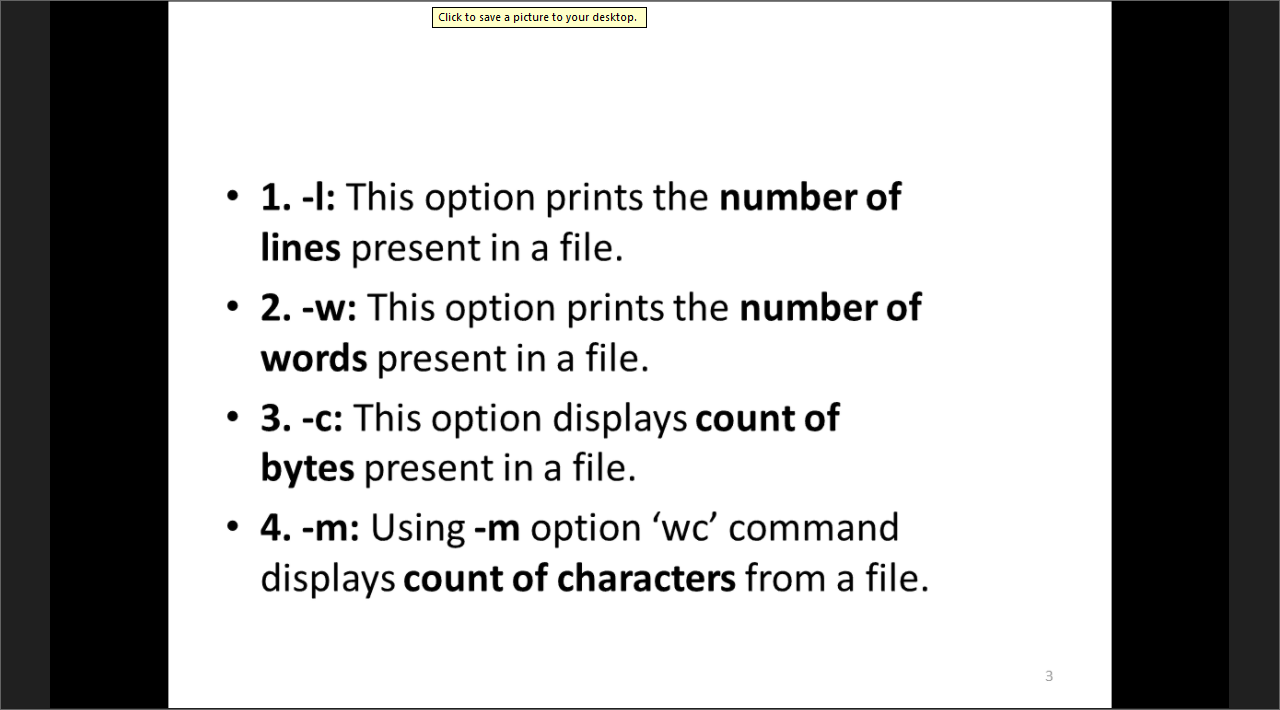 Click to save a picture to your desktop.
• 1. -l: This option prints the number of
lines present in a file.
• 2. -w: This option prints the number of
words present in a file.
• 3. -c: This option displays count of
bytes present in a file.
• 4. -m: Using -m option ‘wc’ command
displays count of characters from a file.
3